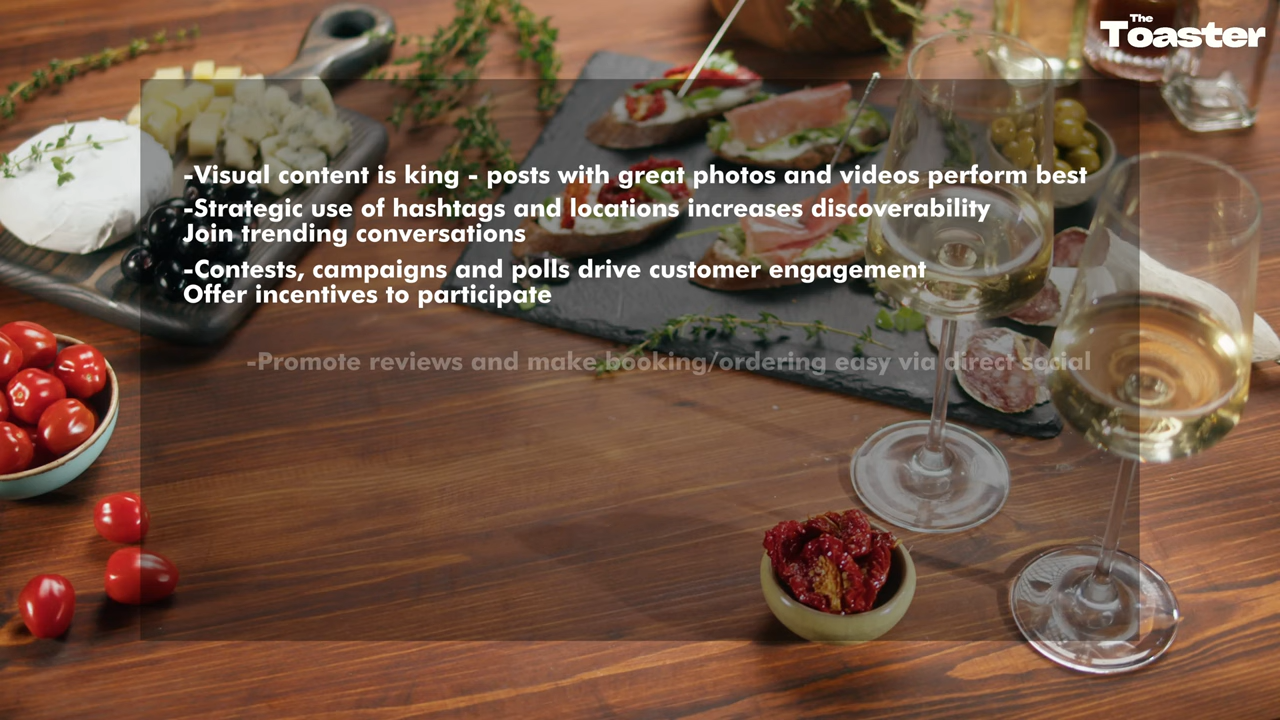 The
Toaster
-Visual content is king - posts with great photos and videos perform best
-Strategic use of hashtags and locations increases discoverability
Join trending conversations
-Contests, campaigns and polls drive customer engagement
Offer incentives to participate
-Promote reviews and make booking/ordering easy via direct social